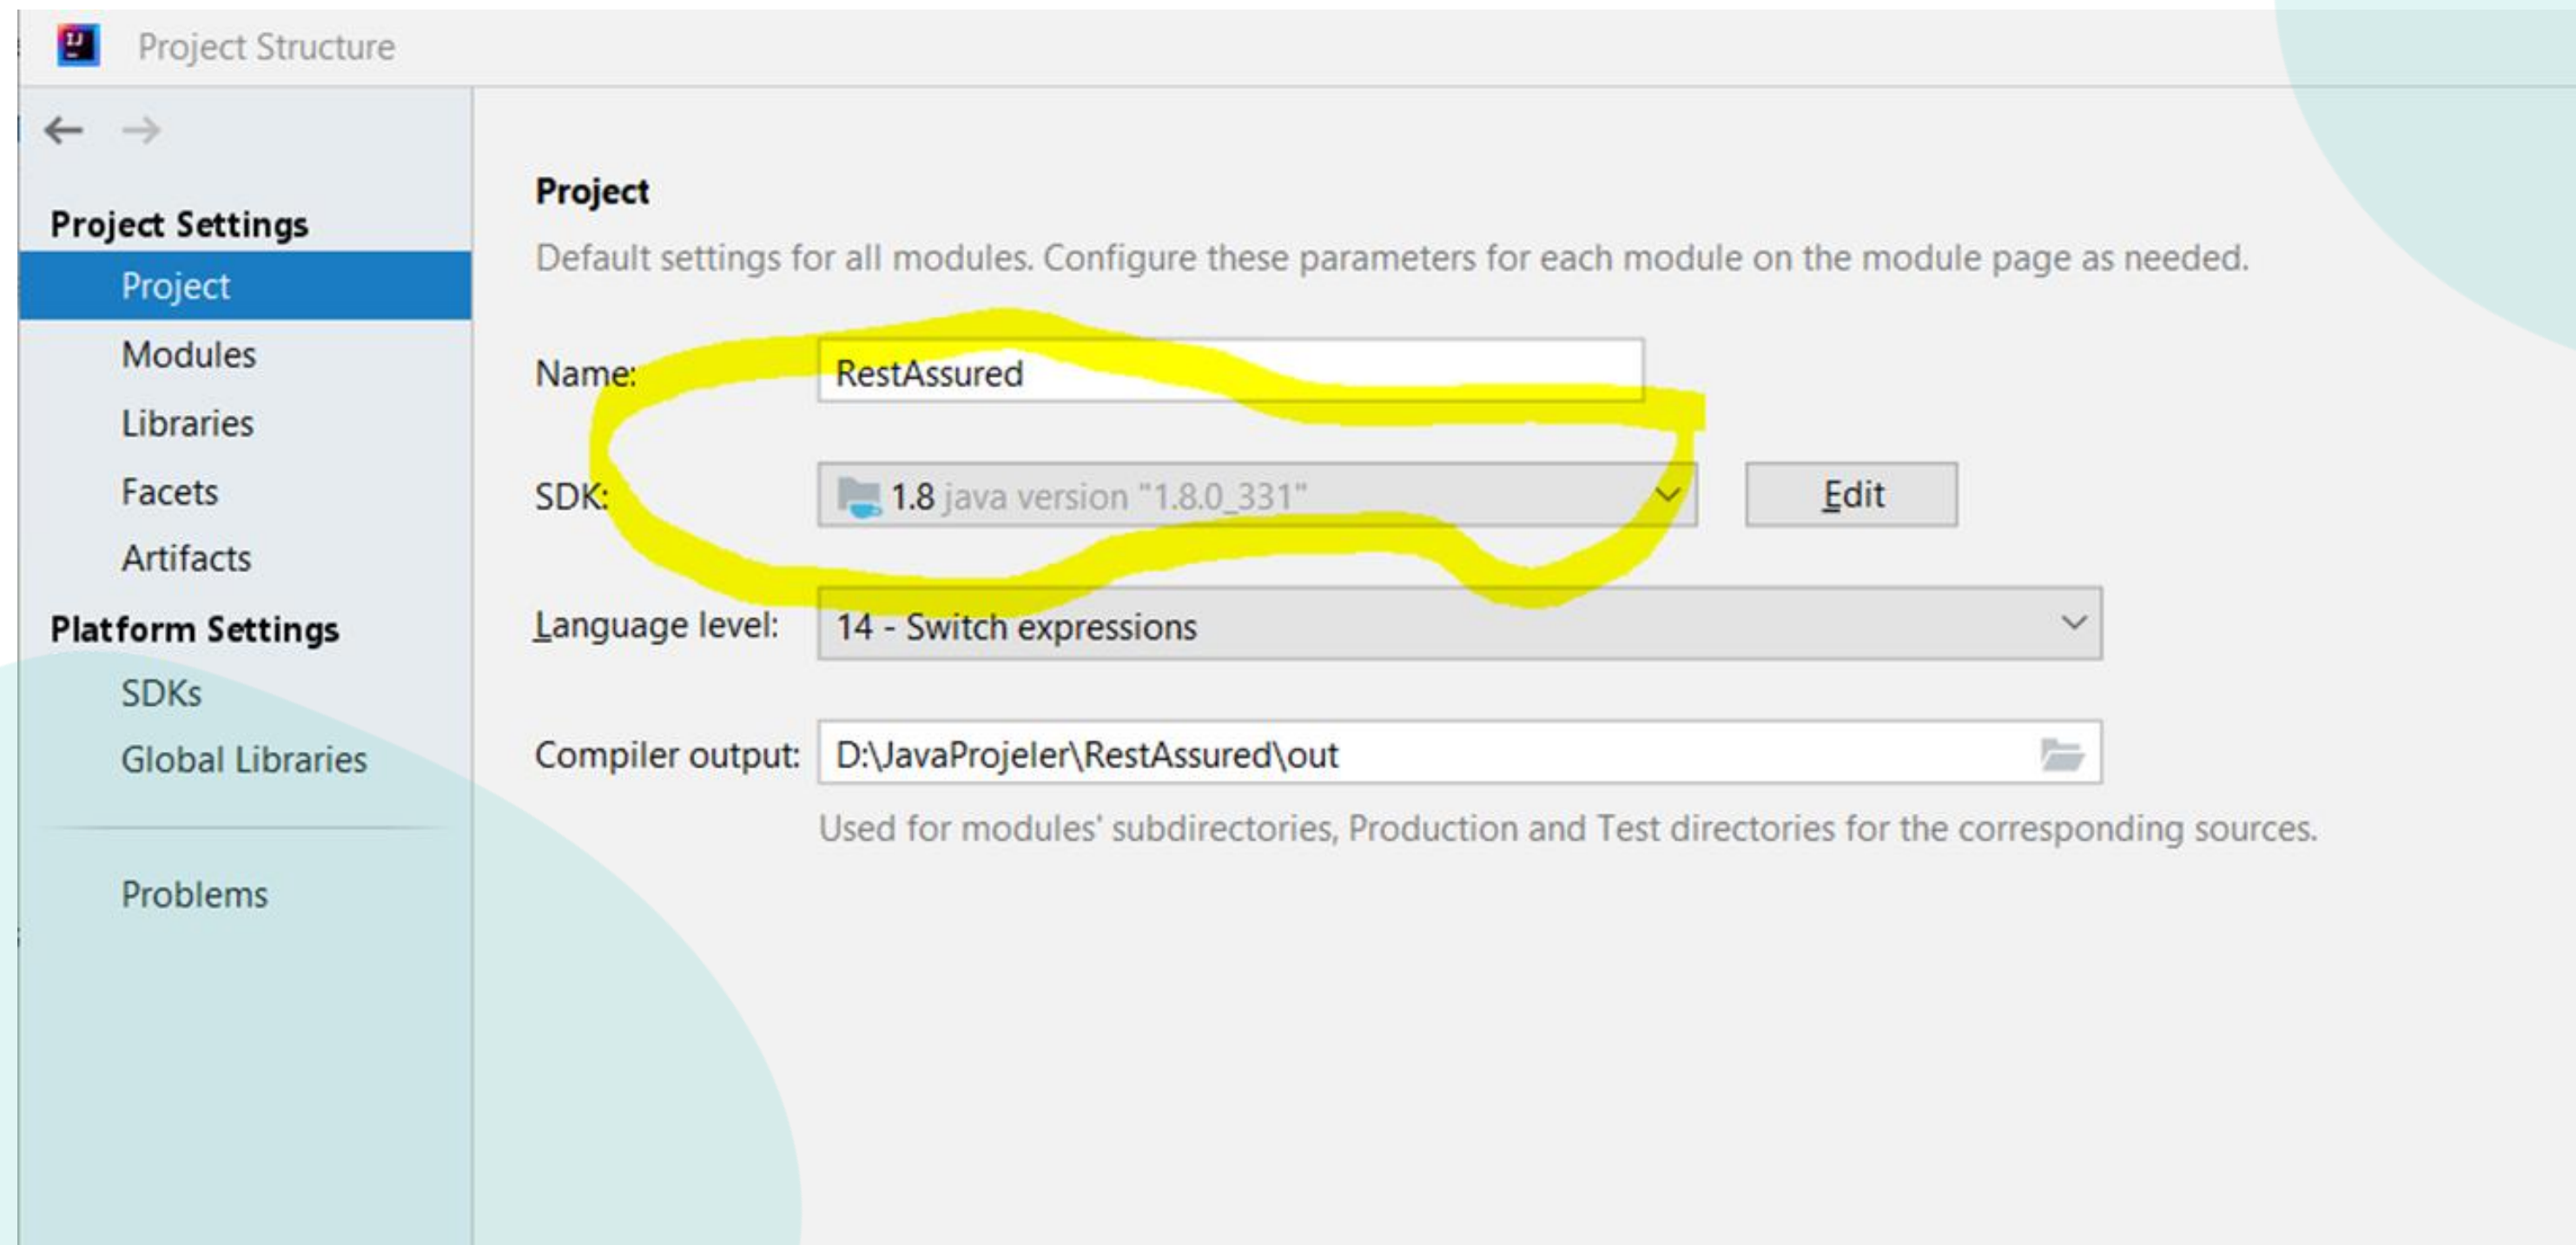 IJ
Project Structure
Project Settings
Project
Modules
Libraries
Facets
Artifacts
Platform Settings
SDKs
Global Libraries
Problems
Project
Default settings for all modules. Configure these parameters for each module on the module page as needed.
Name: RestAssured
SDK: 1.8 java version "1.8.0_331" Edit
Language level: 14 - Switch expressions
Compiler output: D:\JavaProjeler\RestAssured\out
Used for modules' subdirectories, Production and Test directories for the corresponding sources.